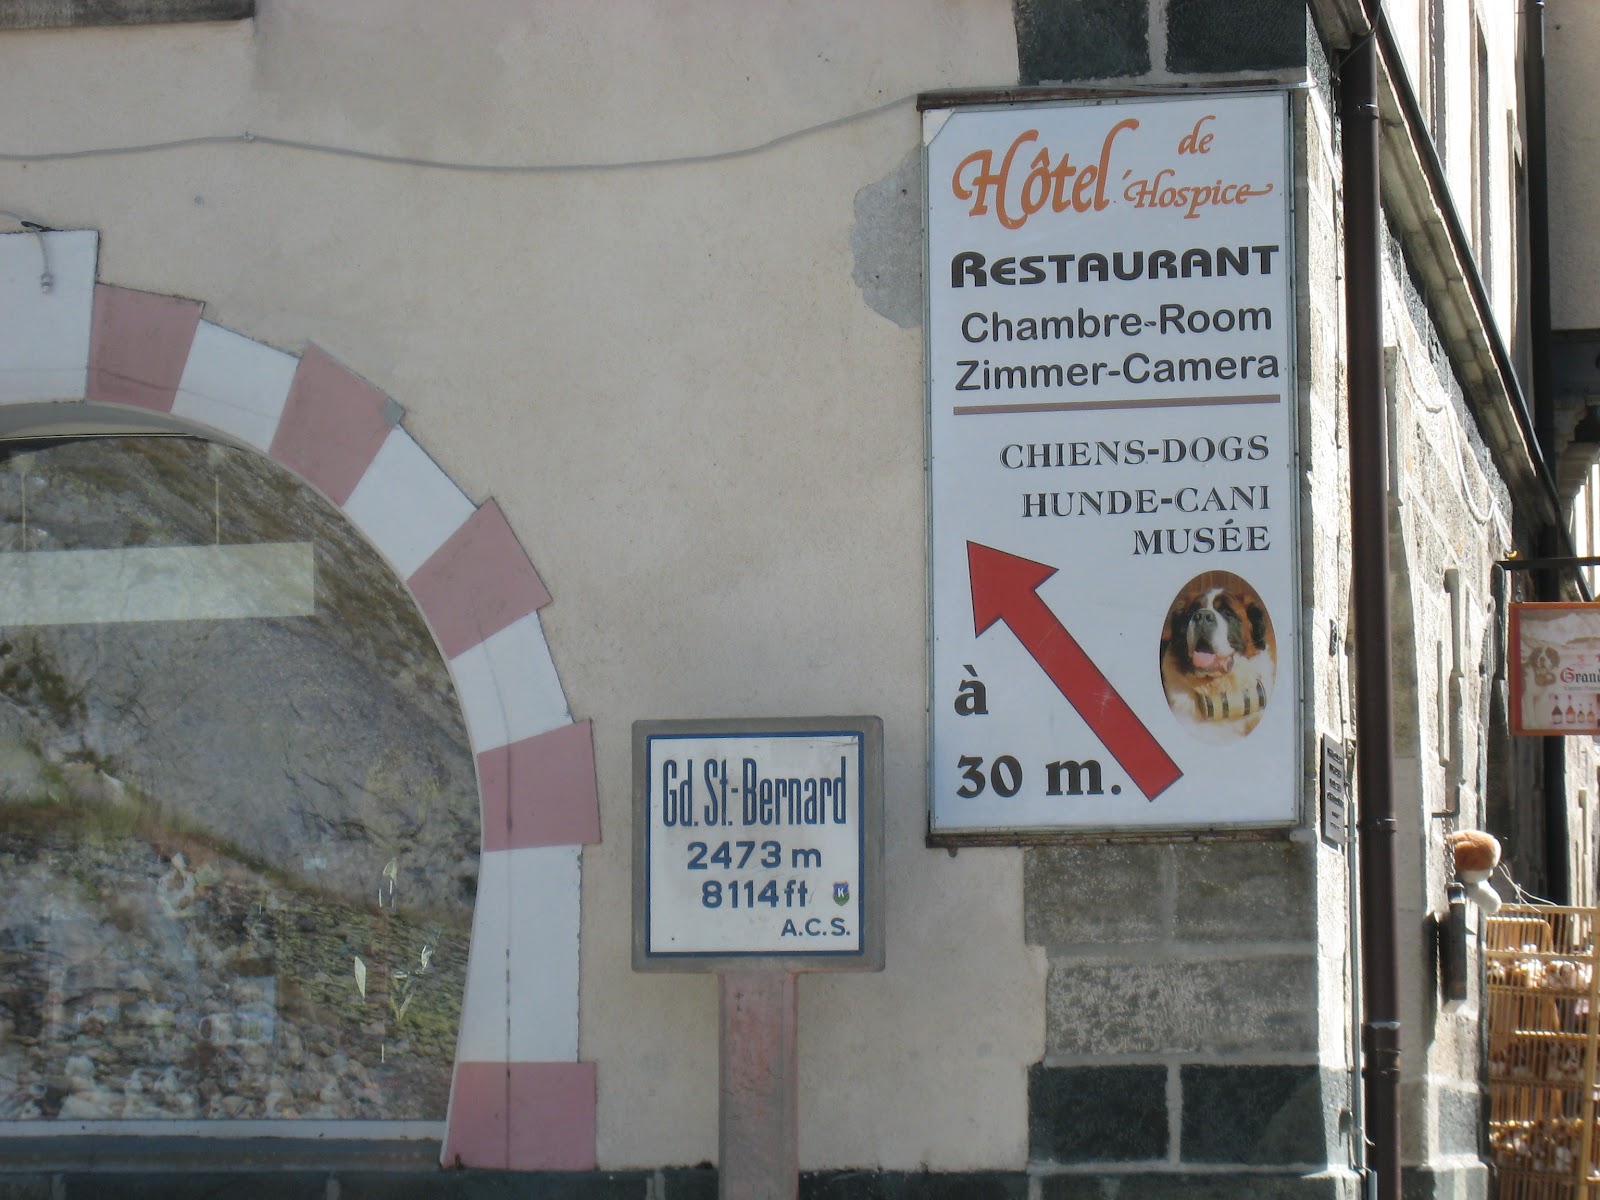 Hôtel de
'Hospice
RESTAURANT
Chambre-Room
Zimmer-Camera
CHIENS-DOGS
HUNDE-CANI
MUSÉE
à
30 m.
Gd. St-Bernard
2473 m
8114 ft
K
A.C.S.